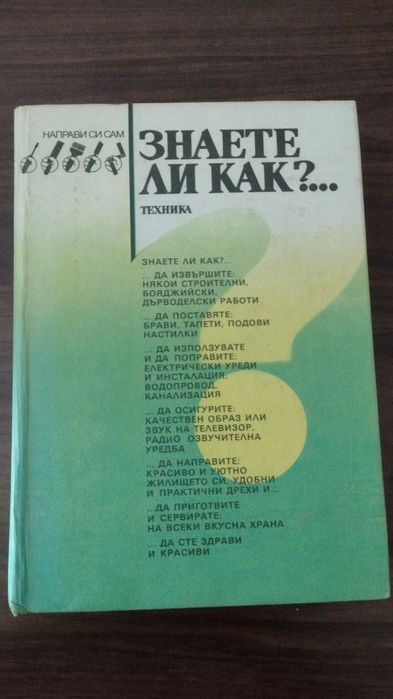 НАПРАВИ СИ САМ
ЗНАЕТЕ
ЛИ КАК?...
ТЕХНИКА
ЗНАЕТЕ ЛИ КАК?...
... ДА ИЗВЪРШИТЕ:
НЯКОИ СТРОИТЕЛНИ,
БОЯДЖИЙСКИ,
ДЪРВОДЕЛСКИ РАБОТИ
... ДА ПОСТАВЯТЕ:
БРАВИ, ТАПЕТИ, ПОДОВИ
НАСТИЛКИ
... ДА ИЗПОЛЗУВАТЕ
И ДА ПОПРАВИТЕ:
ЕЛЕКТРИЧЕСКИ УРЕДИ
И ИНСТАЛАЦИЯ,
ВОДОПРОВОД,
КАНАЛИЗАЦИЯ
... ДА ОСИГУРИТЕ:
КАЧЕСТВЕН ОБРАЗ ИЛИ
ЗВУК НА ТЕЛЕВИЗОР,
РАДИО ОЗВУЧИТЕЛНА
УРЕДБА
... ДА НАПРАВИТЕ:
КРАСИВО И УЮТНО
ЖИЛИЩЕТО СИ, УДОБНИ
И ПРАКТИЧНИ ДРЕХИ И...
...ДА ПРИГОТВИТЕ
И СЕРВИРАТЕ:
НА ВСЕКИ ВКУСНА ХРАНА
... ДА СТЕ ЗДРАВИ
И КРАСИВИ